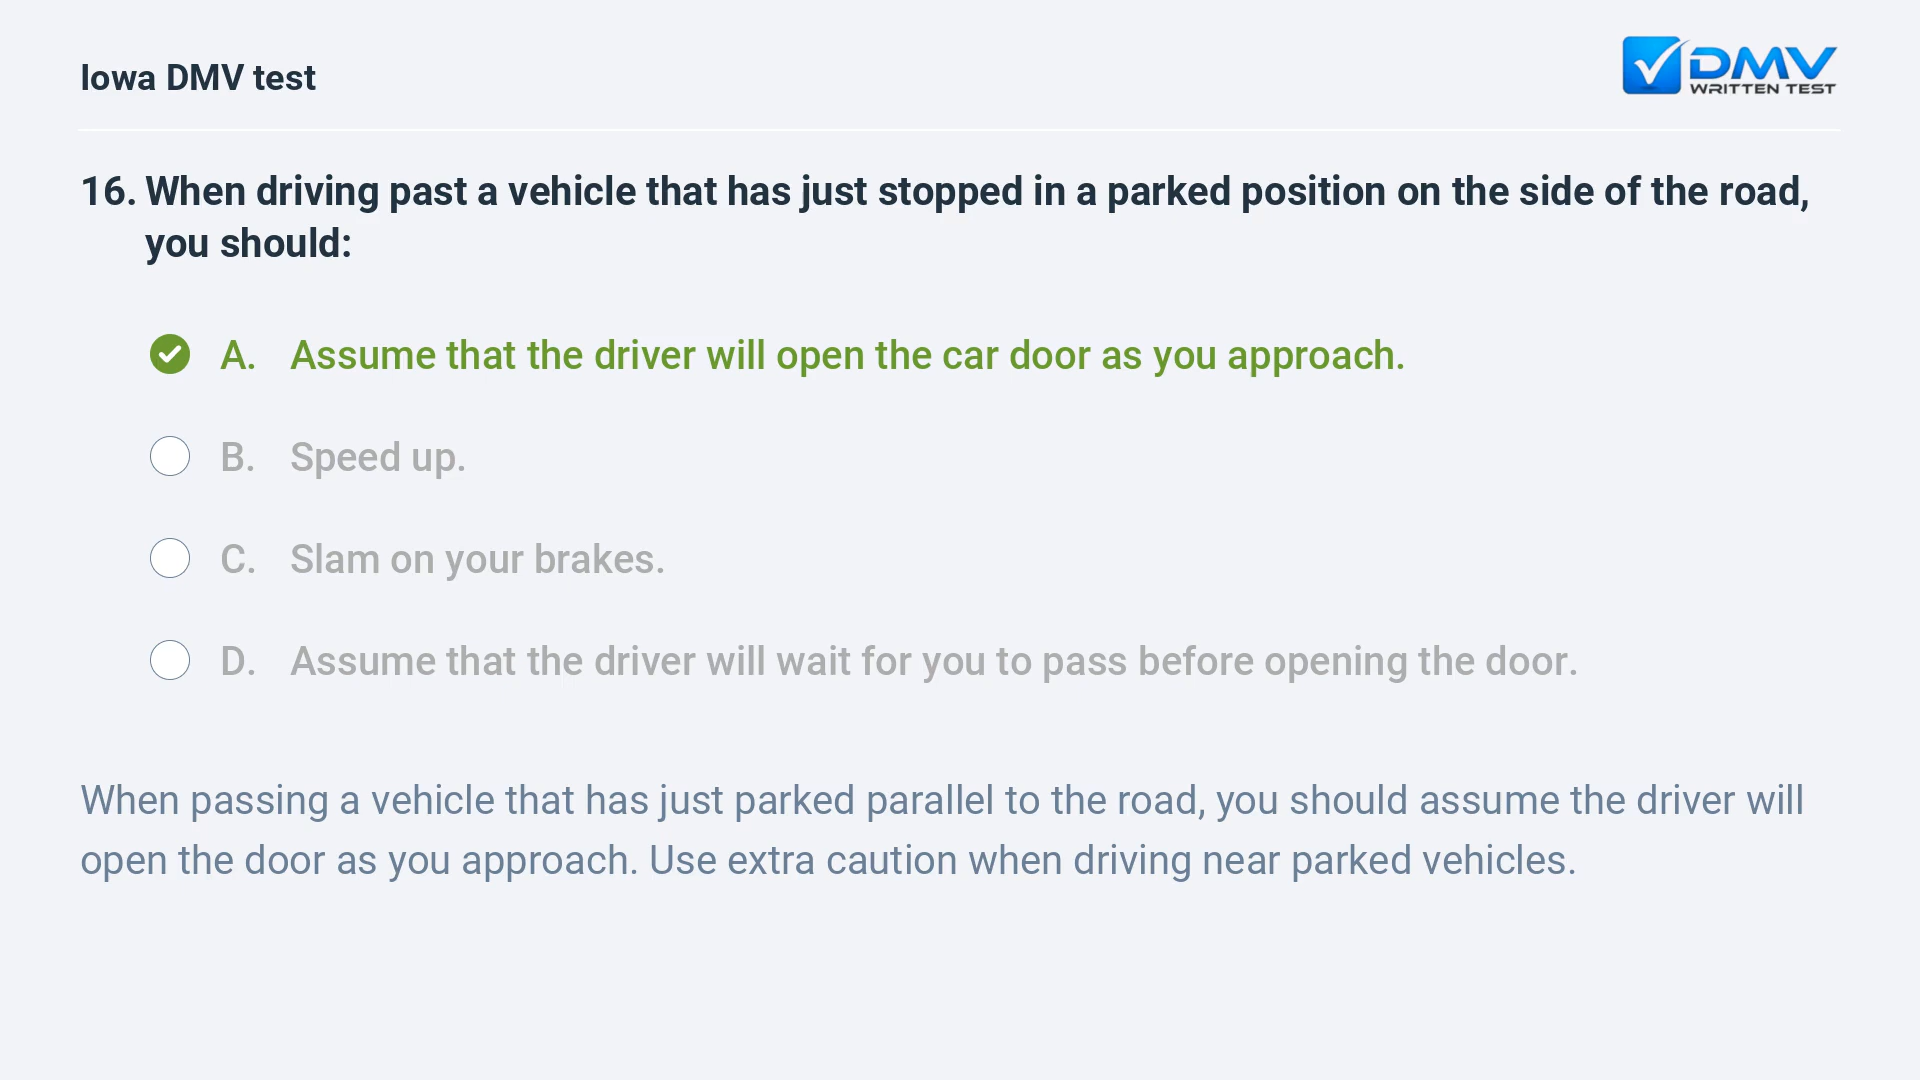 Iowa DMV test
DMV
WRITTEN TEST
16. When driving past a vehicle that has just stopped in a parked position on the side of the road,
you should:
A. Assume that the driver will open the car door as you approach.
B. Speed up.
C. Slam on your brakes.
D. Assume that the driver will wait for you to pass before opening the door.
When passing a vehicle that has just parked parallel to the road, you should assume the driver will
open the door as you approach. Use extra caution when driving near parked vehicles.